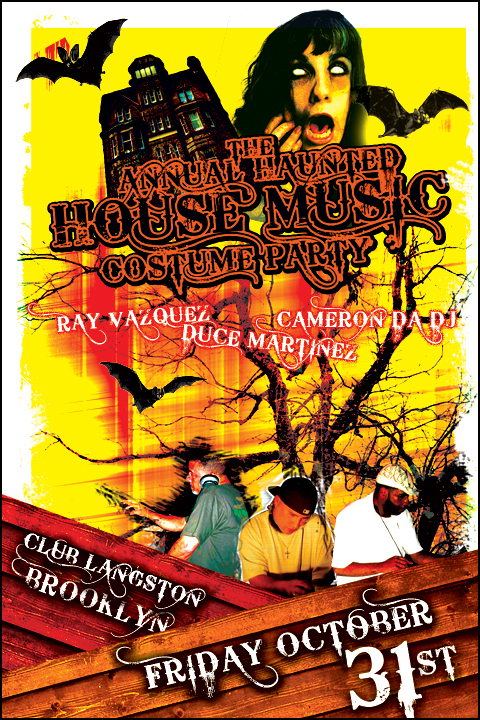 THE
ANNUAL HAUNTED
HOUSE MUSIC
COSTUME PARTY
RAY VAZQUEZ
CAMERON DA DJ
DUCE MARTINEZ
CLUB LANGSTON
BROOKLYN
FRIDAY OCTOBER
31ST